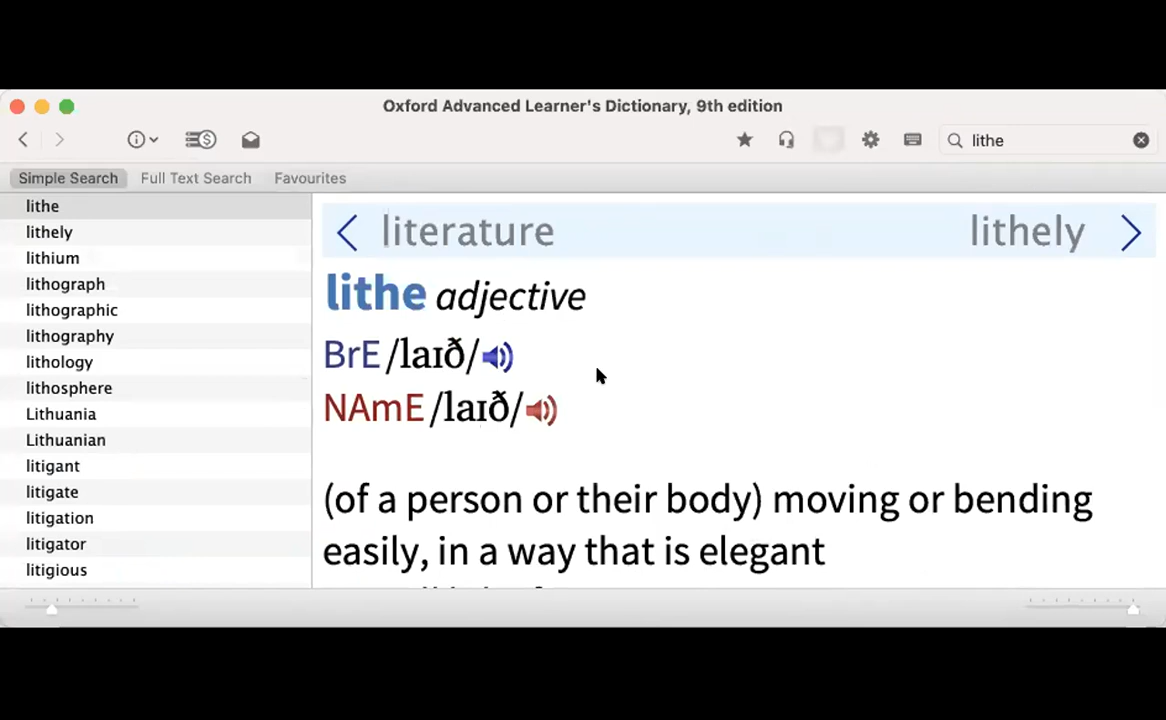 Oxford Advanced Learner's Dictionary, 9th edition
lithe
Simple Search Full Text Search Favourites
lithe
lithely
lithium
lithograph
lithographic
lithography
lithology
lithosphere
Lithuania
Lithuanian
litigant
litigate
litigation
litigator
litigious
literature lithely
lithe adjective
BrE /laɪð/
NAmE /laɪð/
(of a person or their body) moving or bending
easily, in a way that is elegant